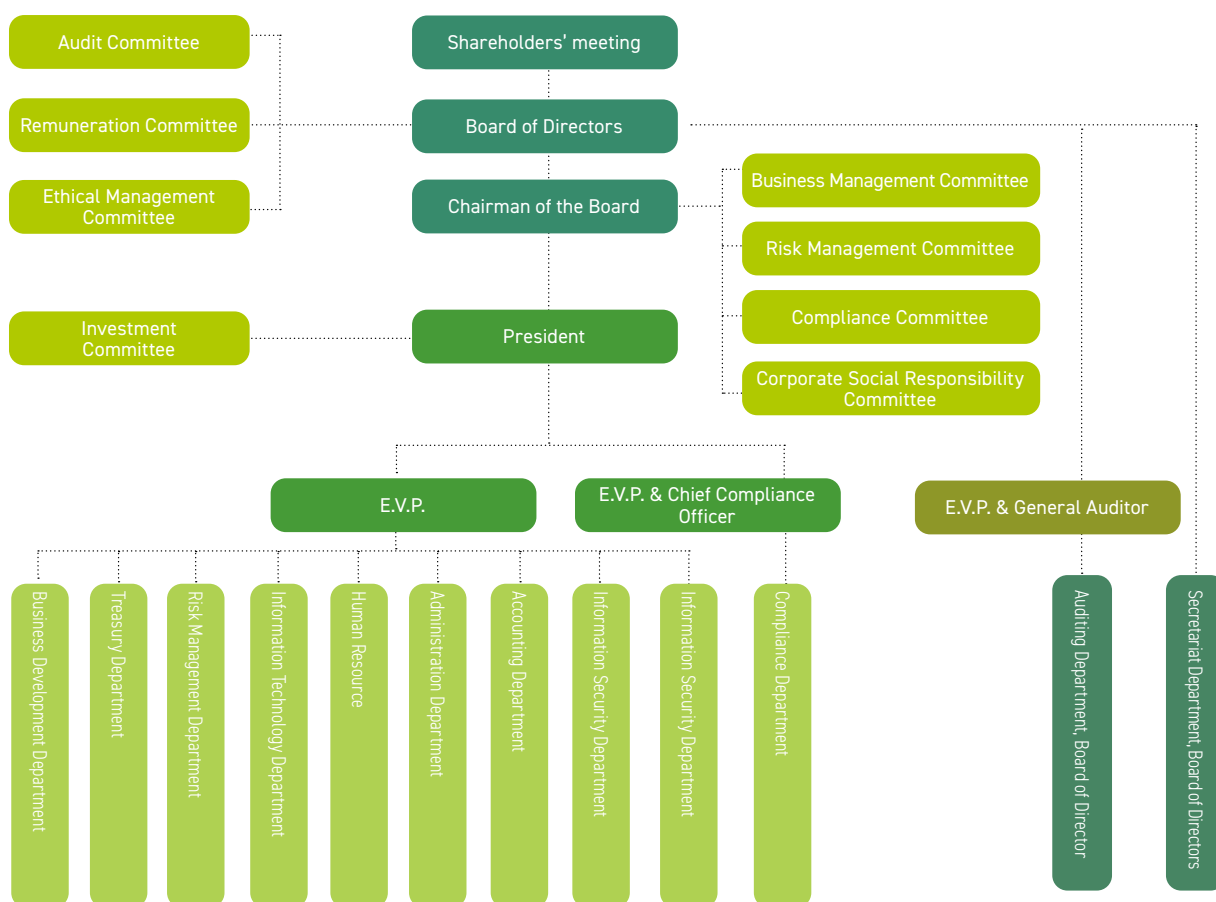 Audit Committee
Shareholders' meeting
Remuneration Committee
Board of Directors
Ethical Management
Committee
Chairman of the Board
Business Management Committee
Risk Management Committee
Compliance Committee
Corporate Social Responsibility
Committee
Investment
Committee
President
E.V.P.
E.V.P. & Chief Compliance
Officer
E.V.P. & General Auditor
Business Development Department
Treasury Department
Risk Management Department
Information Technology Department
Human Resource
Administration Department
Accounting Department
Information Security Department
Information Security Department
Compliance Department
Auditing Department, Board of Director
Secretariat Department, Board of Directors